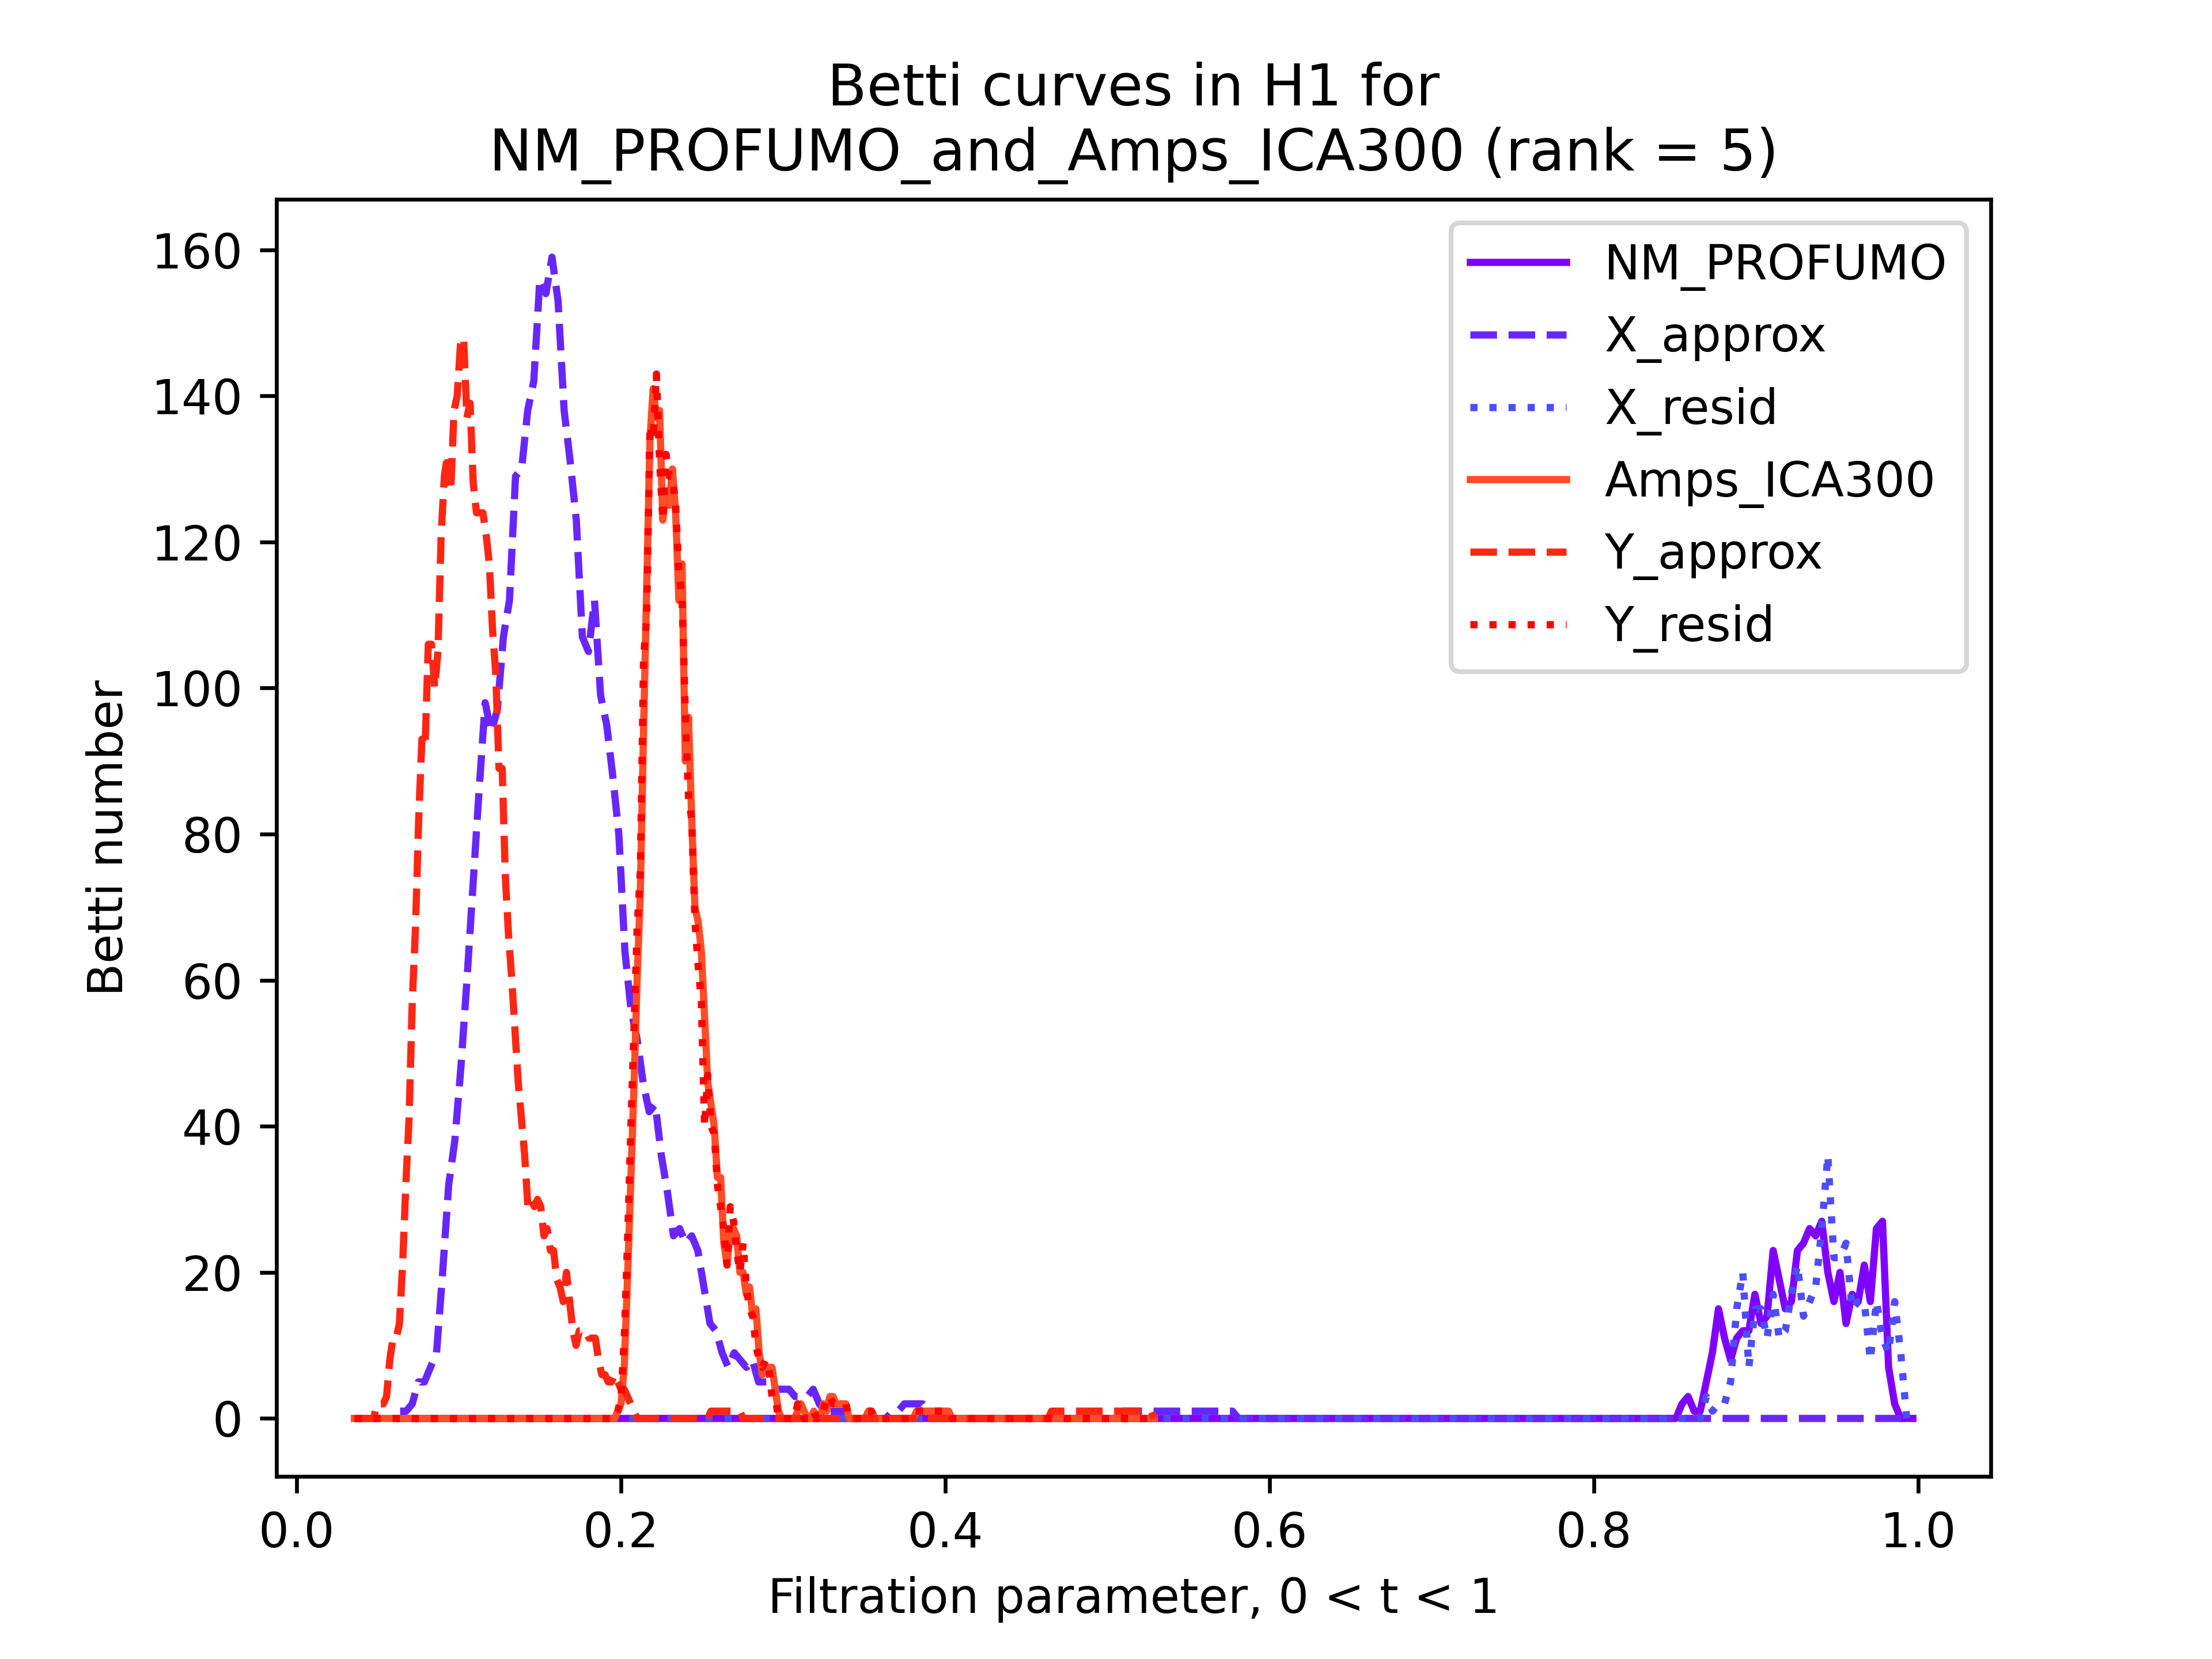 Betti curves in H1 for
NM_PROFUMO_and_Amps_ICA300 (rank = 5)
160
140
120
100
80
60
40
20
0
Betti number
NM_PROFUMO
X_approx
X_resid
Amps_ICA300
Y_approx
Y_resid
0.0 0.2 0.4 0.6 0.8 1.0
Filtration parameter, 0 < t < 1